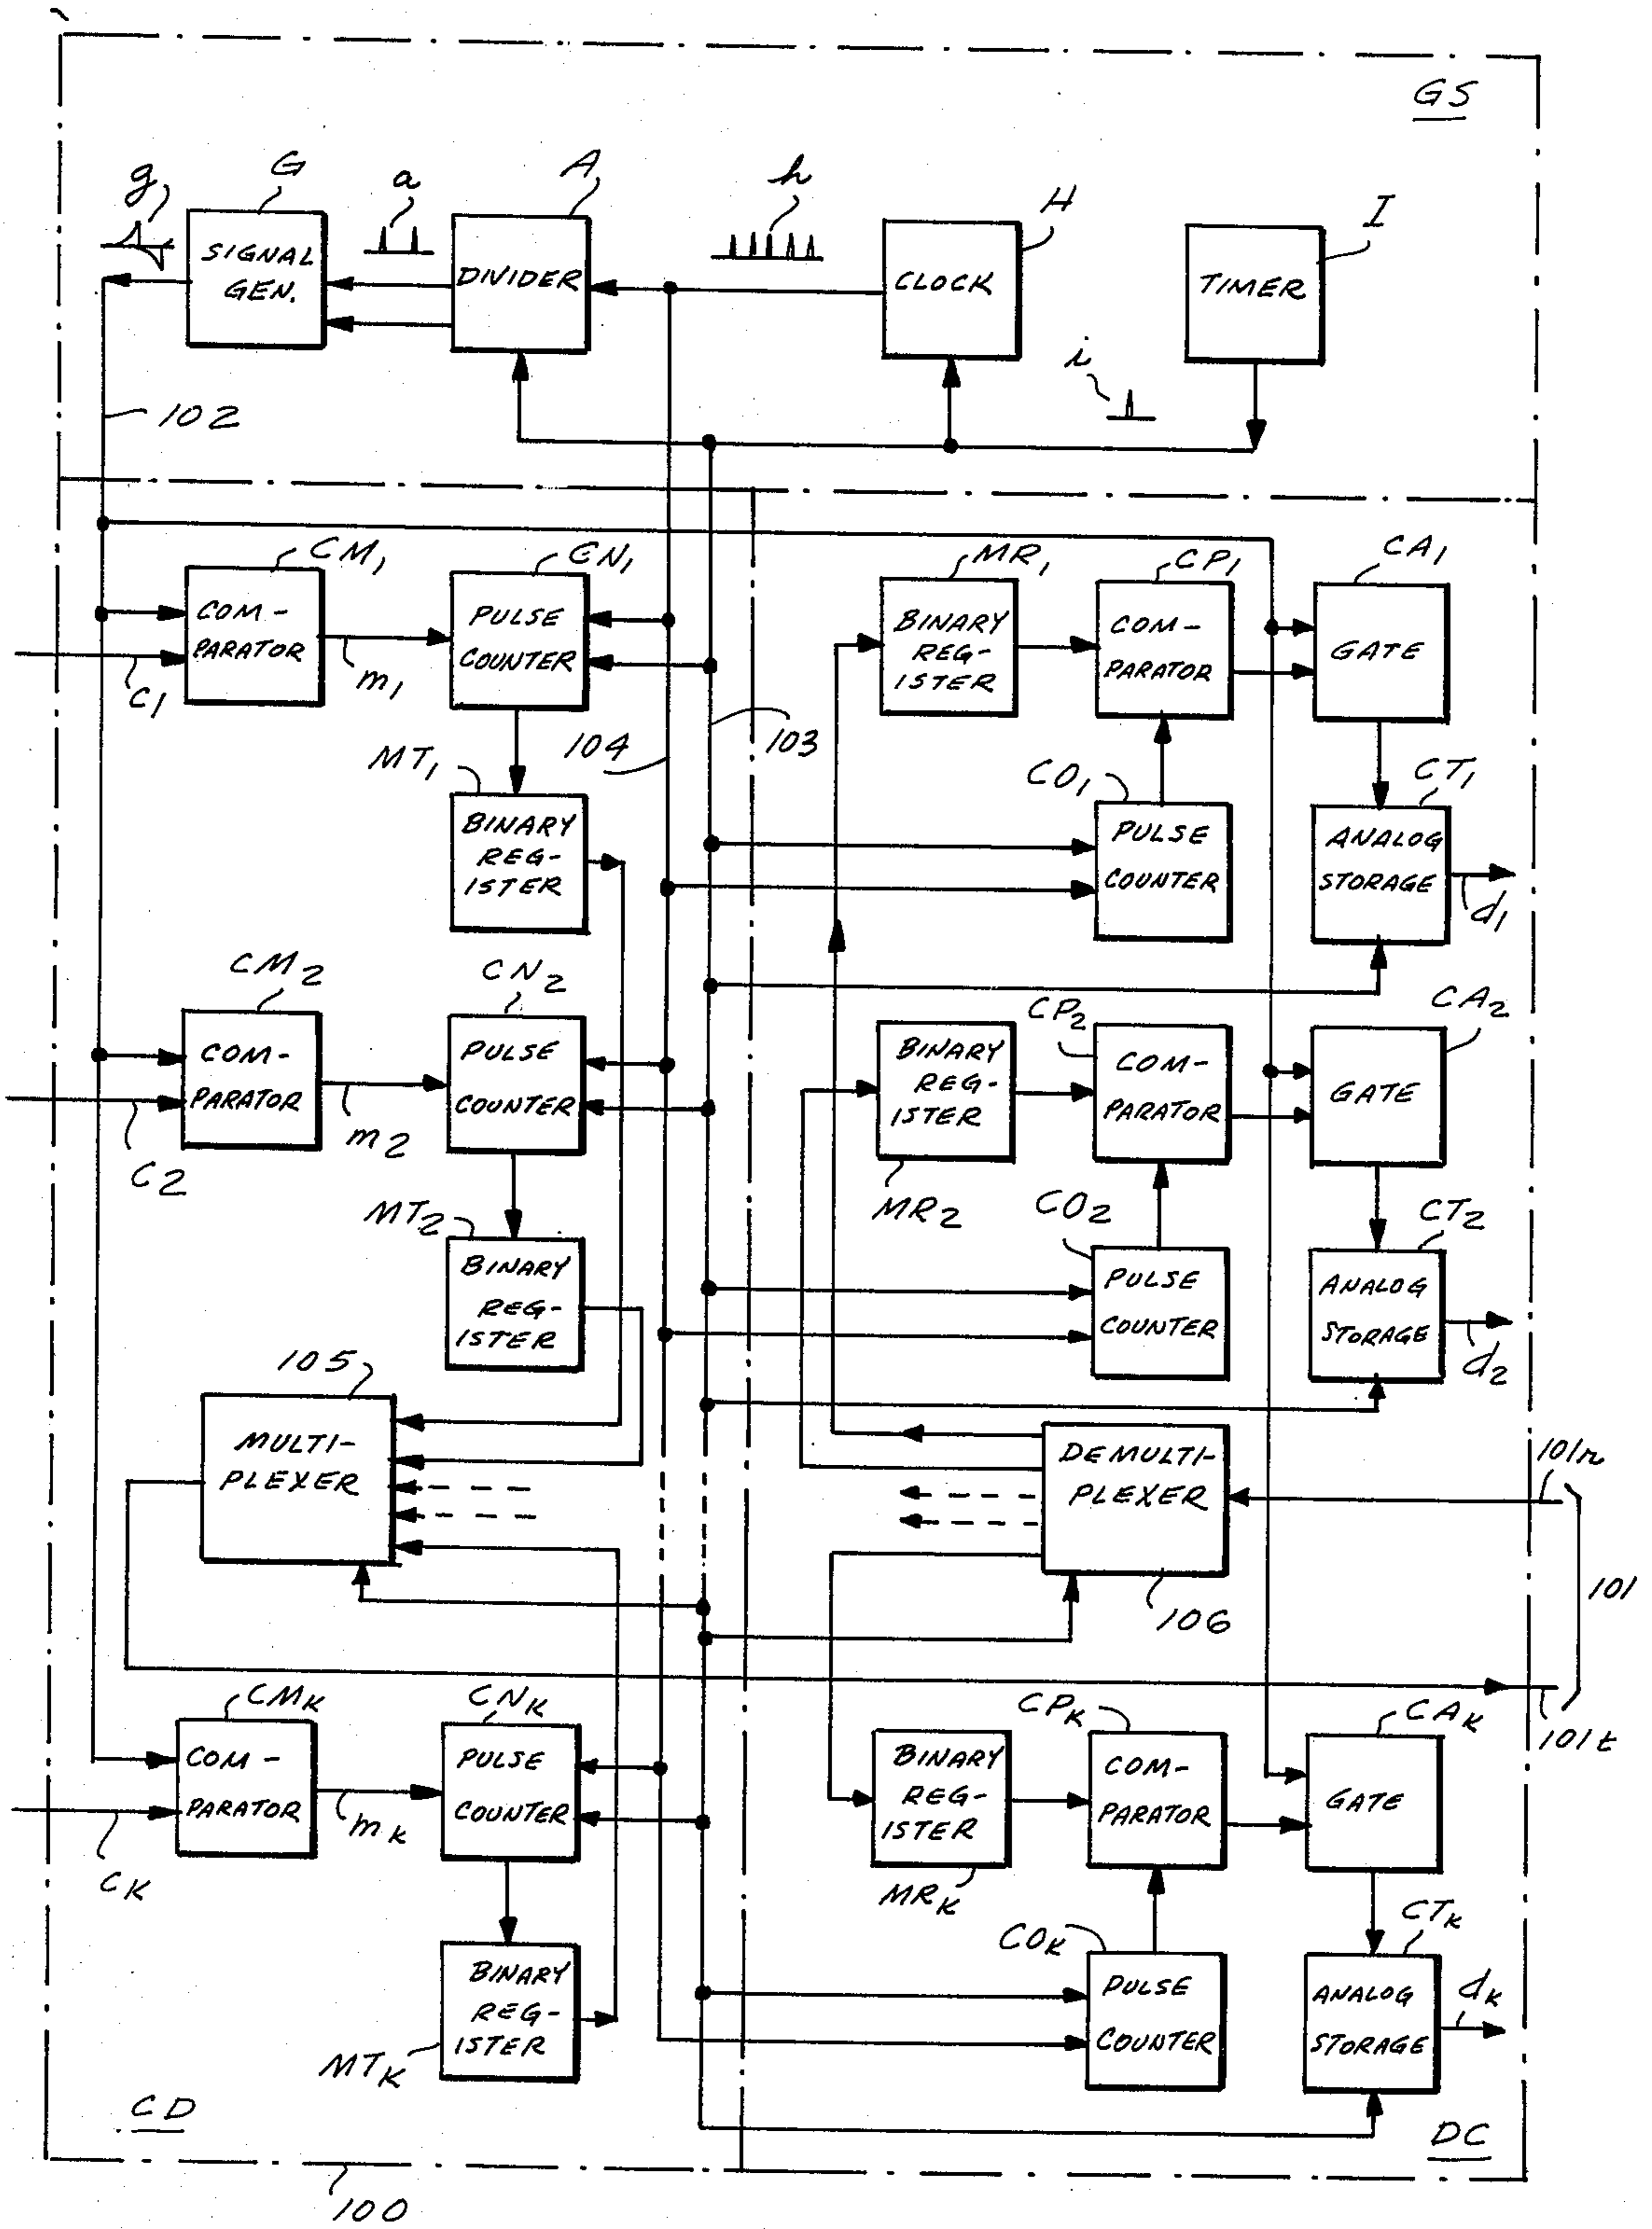 GS
g
G
a
A
h
H
I
SIGNAL
GEN.
DIVIDER
CLOCK
TIMER
i
102
CM1
CN1
MR1
CP1
CA1
COM-
PARATOR
PULSE
COUNTER
BINARY
REG-
ISTER
COM-
PARATOR
GATE
C1
m1
104
103
MT1
CO1
CT1
BINARY
REG-
ISTER
PULSE
COUNTER
ANALOG
STORAGE
d1
CM2
CN2
CP2
CA2
COM-
PARATOR
PULSE
COUNTER
BINARY
REG-
ISTER
COM-
PARATOR
GATE
C2
m2
MT2
MR2
CO2
CT2
BINARY
REG-
ISTER
PULSE
COUNTER
ANALOG
STORAGE
d2
105
MULTI-
PLEXER
DEMULTI-
PLEXER
101r
101
106
101t
CMK
CNK
CPK
CAK
COM-
PARATOR
PULSE
COUNTER
BINARY
REG-
ISTER
COM-
PARATOR
GATE
CK
mK
MRK
COK
CTK
MTK
BINARY
REG-
ISTER
PULSE
COUNTER
ANALOG
STORAGE
dK
CD
DC
100